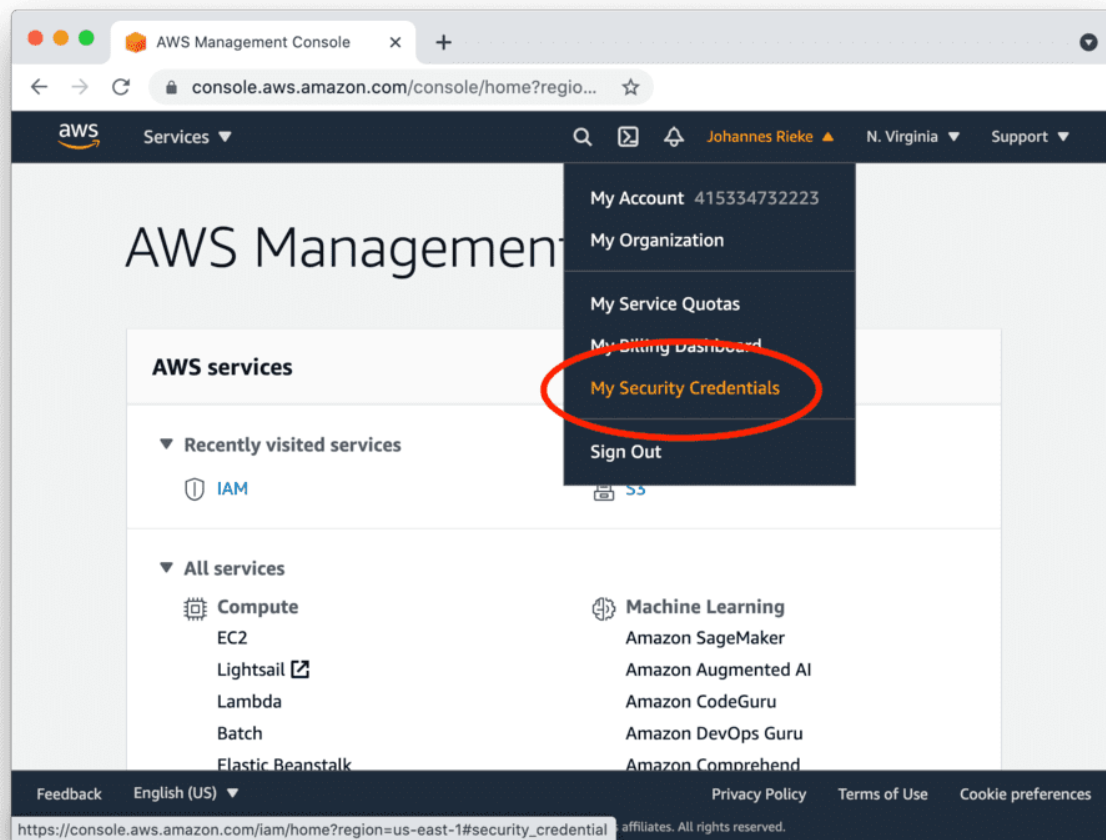 AWS Management Console
console.aws.amazon.com/console/home?regio...
aws Services Johannes Rieke N. Virginia Support
My Account 415334732223
My Organization
My Service Quotas
My Billing Dashboard
My Security Credentials
Sign Out
AWS Management
AWS services
Recently visited services
IAM S3
All services
Compute
EC2
Lightsail
Lambda
Batch
Elastic Beanstalk
Machine Learning
Amazon SageMaker
Amazon Augmented AI
Amazon CodeGuru
Amazon DevOps Guru
Amazon Comprehend
Feedback English (US) Privacy Policy Terms of Use Cookie preferences
https://console.aws.amazon.com/iam/home?region=us-east-1#security_credential affiliates. All rights reserved.